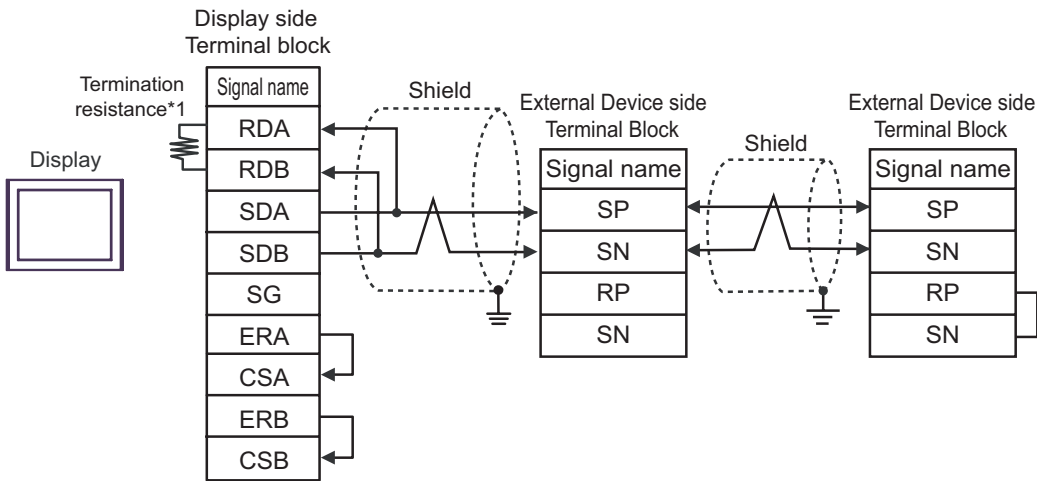 Display side
Terminal block
Termination
resistance*1
Display
Signal name
RDA
RDB
SDA
SDB
SG
ERA
CSA
ERB
CSB
Shield
External Device side
Terminal Block
Signal name
SP
SN
RP
SN
Shield
External Device side
Terminal Block
Signal name
SP
SN
RP
SN